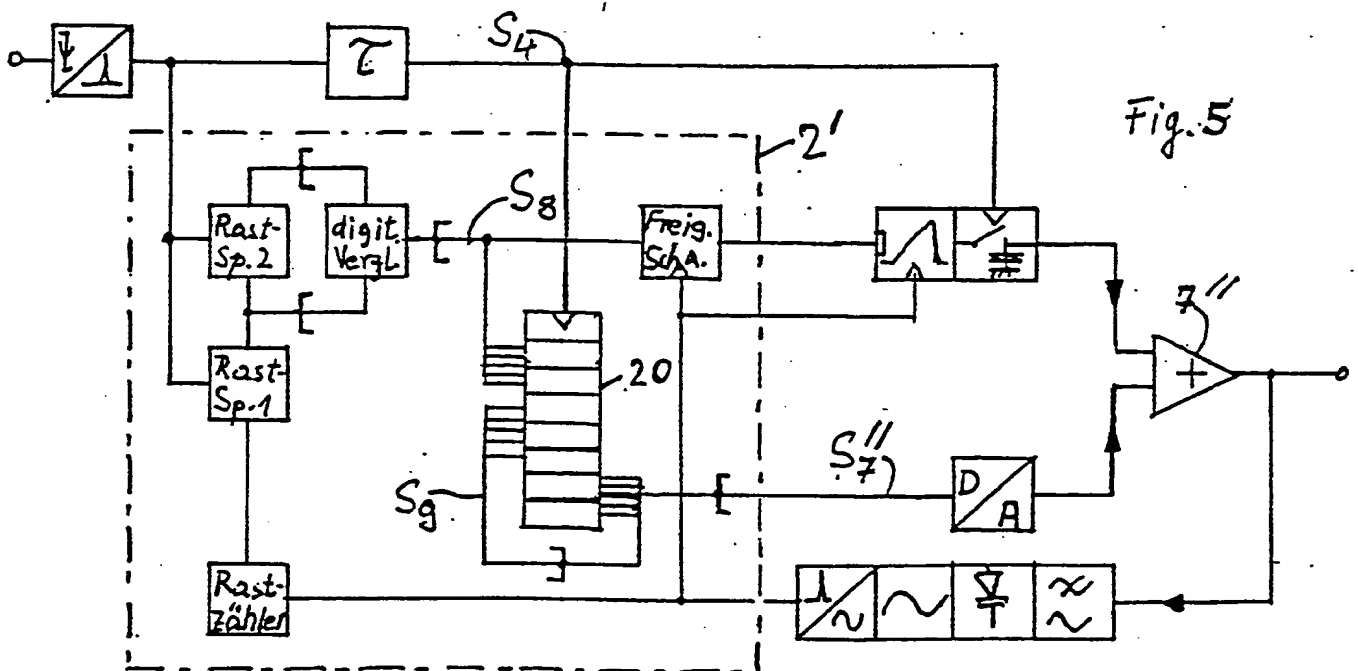 S4
τ
Fig. 5
2'
Rast-
Sp. 2
digit.
Vergl.
S8
Freig.
Sch A.
7''
Rast-
Sp. 1
20
S7''
D
A
S9
Rast-
zähler